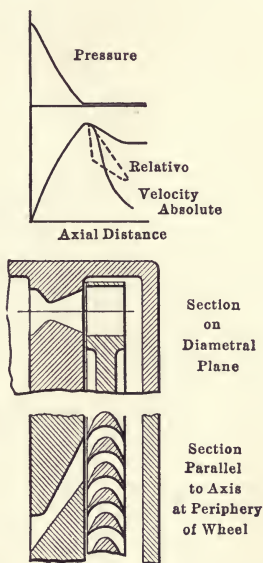 Pressure
Relativo
Velocity
Absolute
Axial Distance
Section
on
Diametral
Plane
Section
Parallel
to Axis
at Periphery
of Wheel